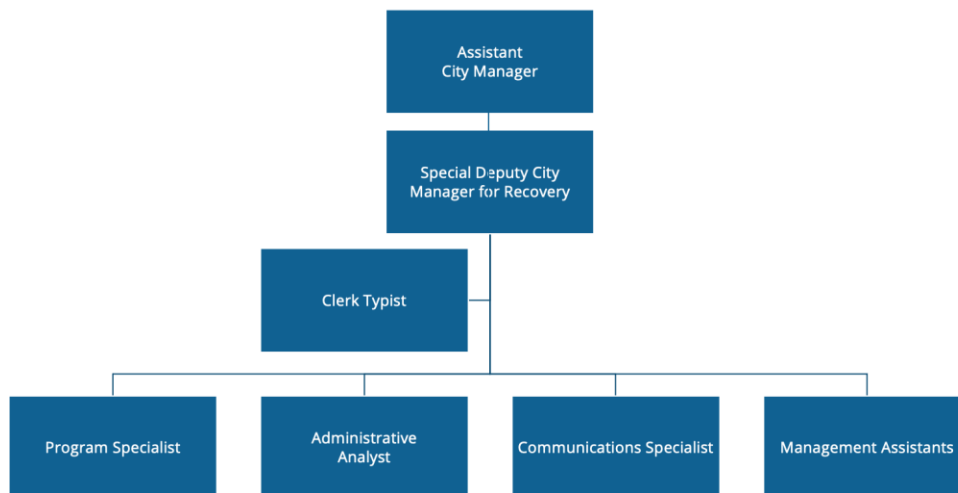 Assistant
City Manager
Special Deputy City
Manager for Recovery
Clerk Typist
Program Specialist
Administrative
Analyst
Communications Specialist
Management Assistants